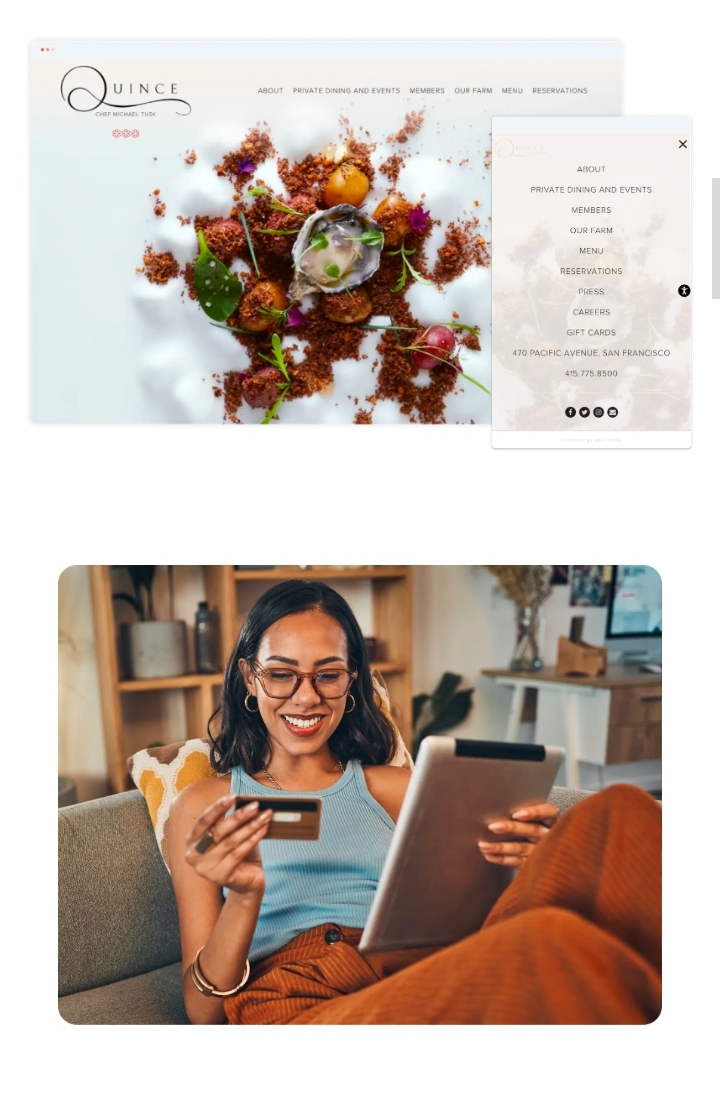 QUINCE
CHEF MICHAEL TUSK
ABOUT PRIVATE DINING AND EVENTS MEMBERS OUR FARM MENU RESERVATIONS
ABOUT
PRIVATE DINING AND EVENTS
MEMBERS
OUR FARM
MENU
RESERVATIONS
PRESS
CAREERS
GIFT CARDS
470 PACIFIC AVENUE, SAN FRANCISCO
415.775.8500